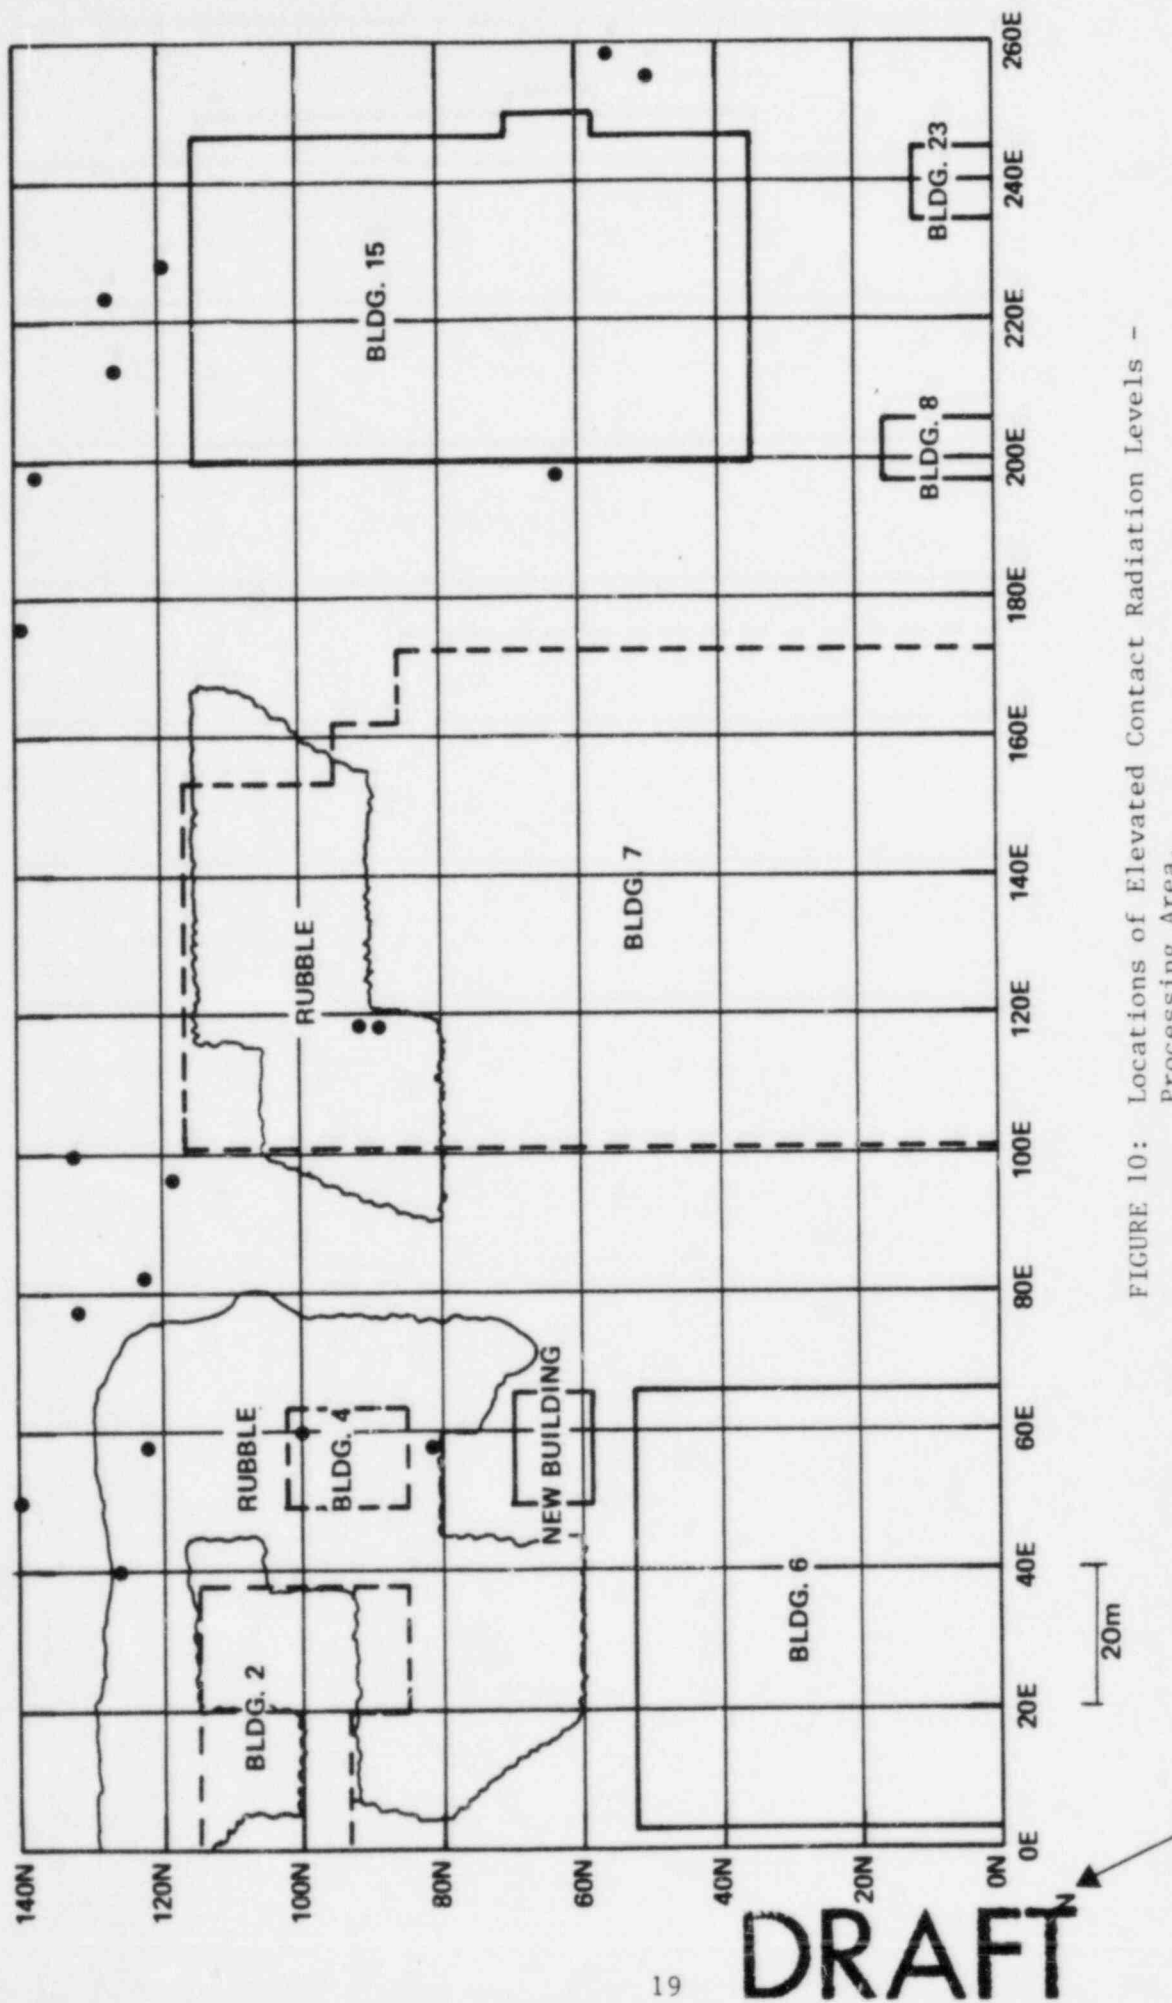 140N
120N
100N
80N
60N
40N
20N
0N
0E
20E
40E
60E
80E
100E
120E
140E
160E
180E
200E
220E
240E
260E
BLDG. 2
RUBBLE
BLDG. 4
NEW BUILDING
BLDG. 6
RUBBLE
BLDG. 7
BLDG. 15
BLDG. 8
BLDG. 23
20m
N
FIGURE 10: Locations of Elevated Contact Radiation Levels -
Processing Area.
19
DRAFT